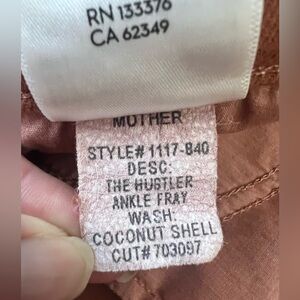 RN 133376
CA 62349
MOTHER
STYLE# 1117-840
DESC:
THE HUSTLER
ANKLE FRAY
WASH:
COCONUT SHELL
CUT# 703097